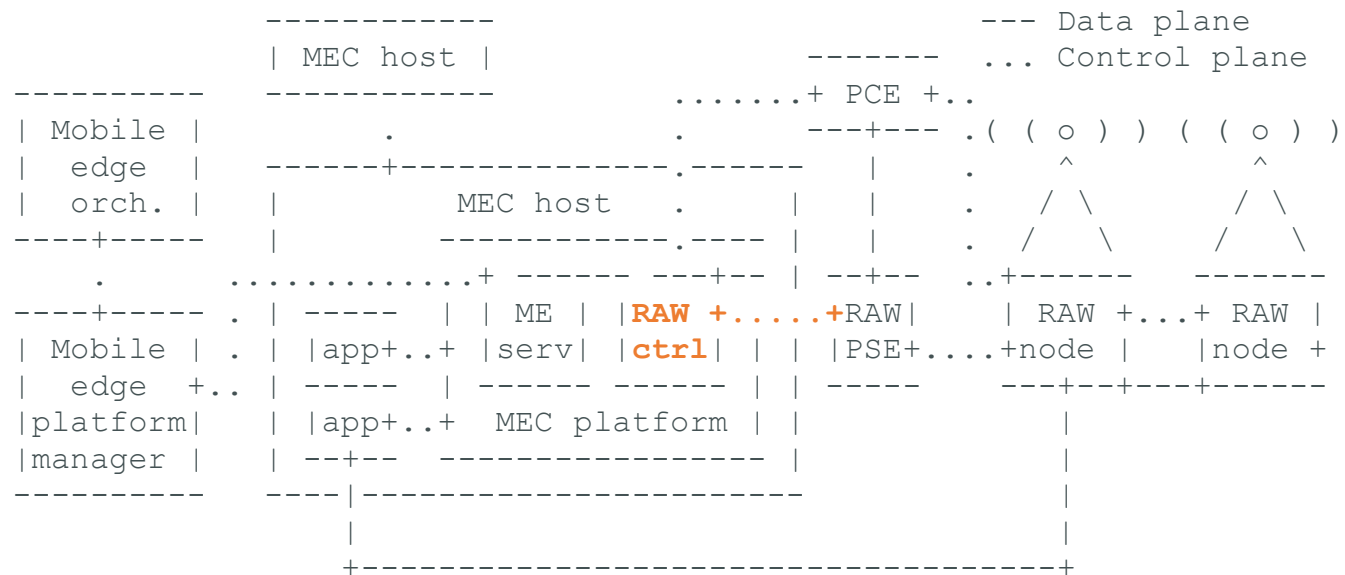 ------------                          --- Data plane
            | MEC host |                 -------  ... Control plane
----------  ------------          .......+ PCE +..
| Mobile |        .               .      ---+--- .( ( o ) ) ( ( o ) )
|  edge  |  ------+--------------.------    |    .    ^          ^
|  orch. |  |         MEC host   .     |    |    .   / \        / \
----+-----  |        ------------.---- |    |    .  /   \      /   \
    .     .............+ ------ ---+-- | --+--  ..+------   -------
----+----- . | -----  | | ME | |RAW +.....+RAW|   | RAW +...+ RAW |
| Mobile | . | |app+..+ |serv| |ctrl| | | |PSE+....+node |   |node +
|  edge  +.. | -----  | ------ ------ | | -----   ---+--+---+------
|platform|  | |app+..+  MEC platform | |             |
|manager |  | --+--  ----------------- |             |
----------  ----|-----------------------             |
                |                                    |
                +------------------------------------+